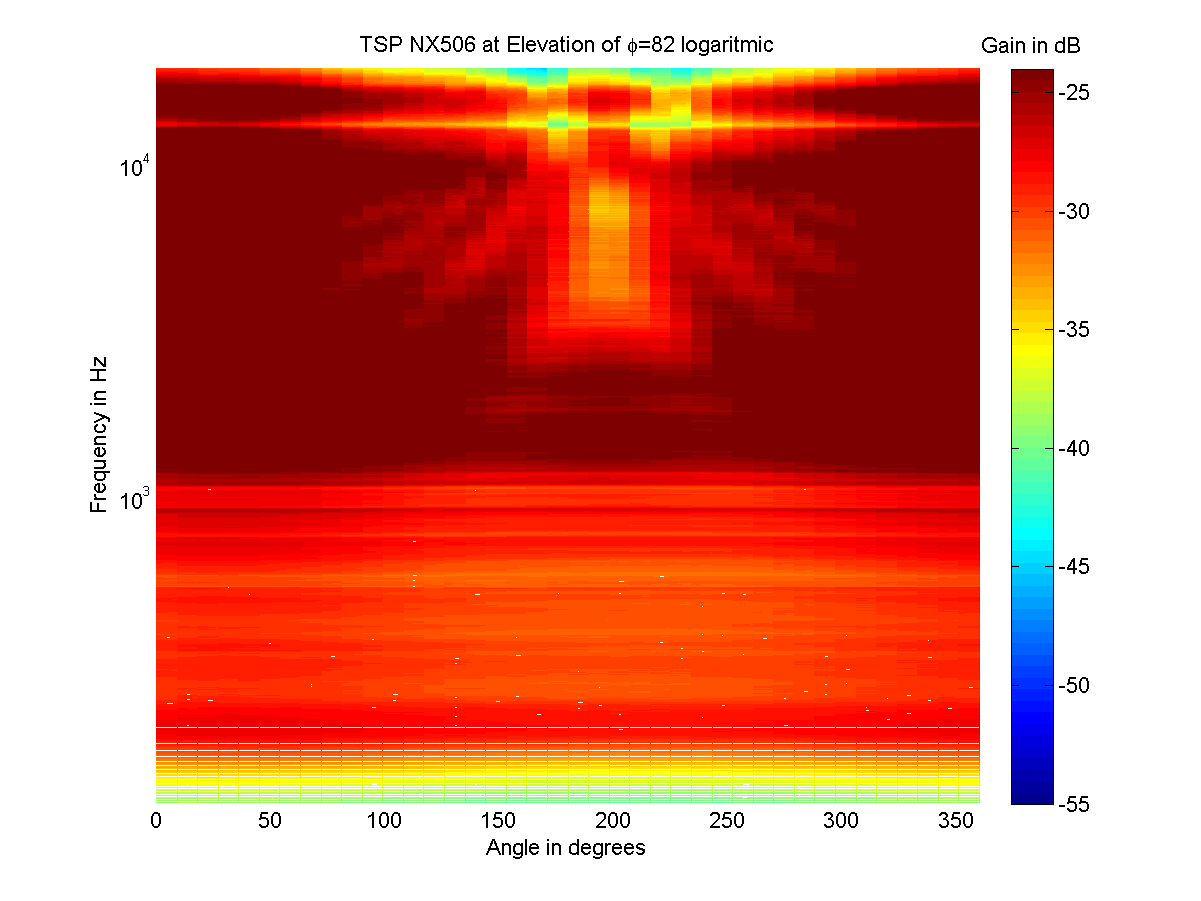 TSP NX506 at Elevation of ϕ=82 logaritmic
Gain in dB
Frequency in Hz
10^4
10^3
0 50 100 150 200 250 300 350
Angle in degrees
-25
-30
-35
-40
-45
-50
-55